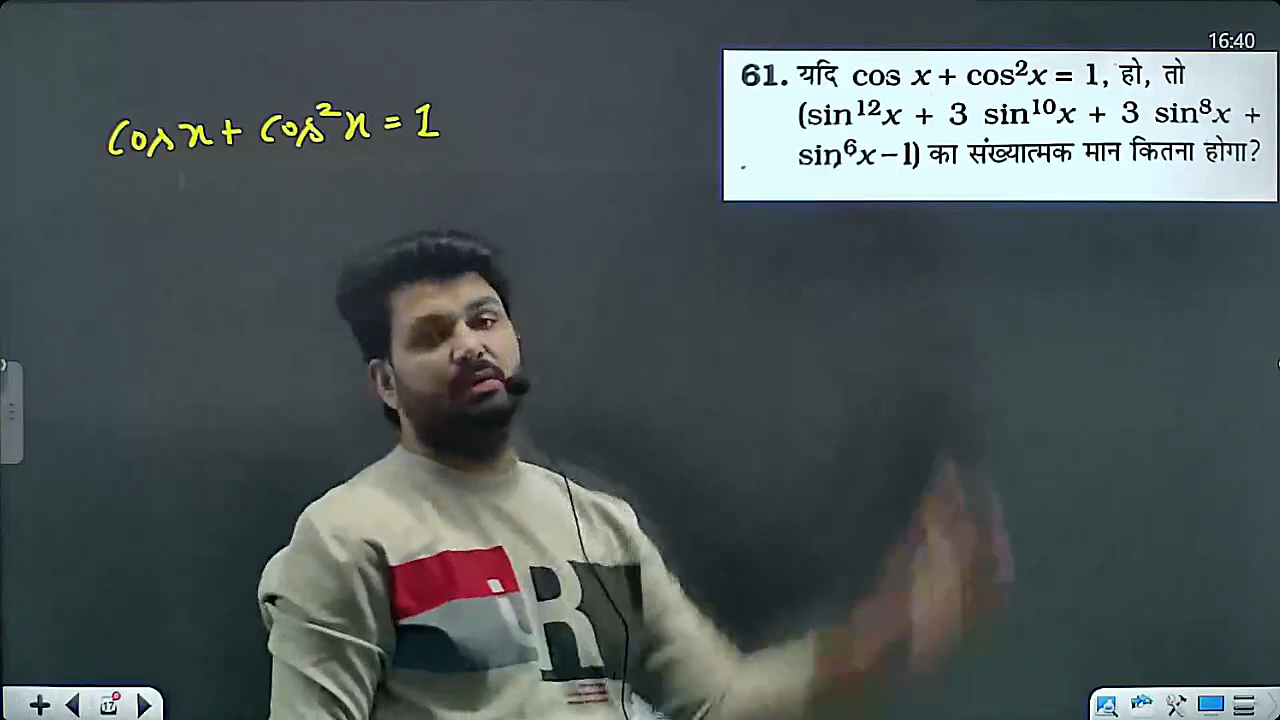 16:40
cos x + cos²x = 1
61. यदि cos x + cos²x = 1, हो, तो
(sin¹²x + 3 sin¹⁰x + 3 sin⁸x +
sin⁶x – 1) का संख्यात्मक मान कितना होगा?
R
17